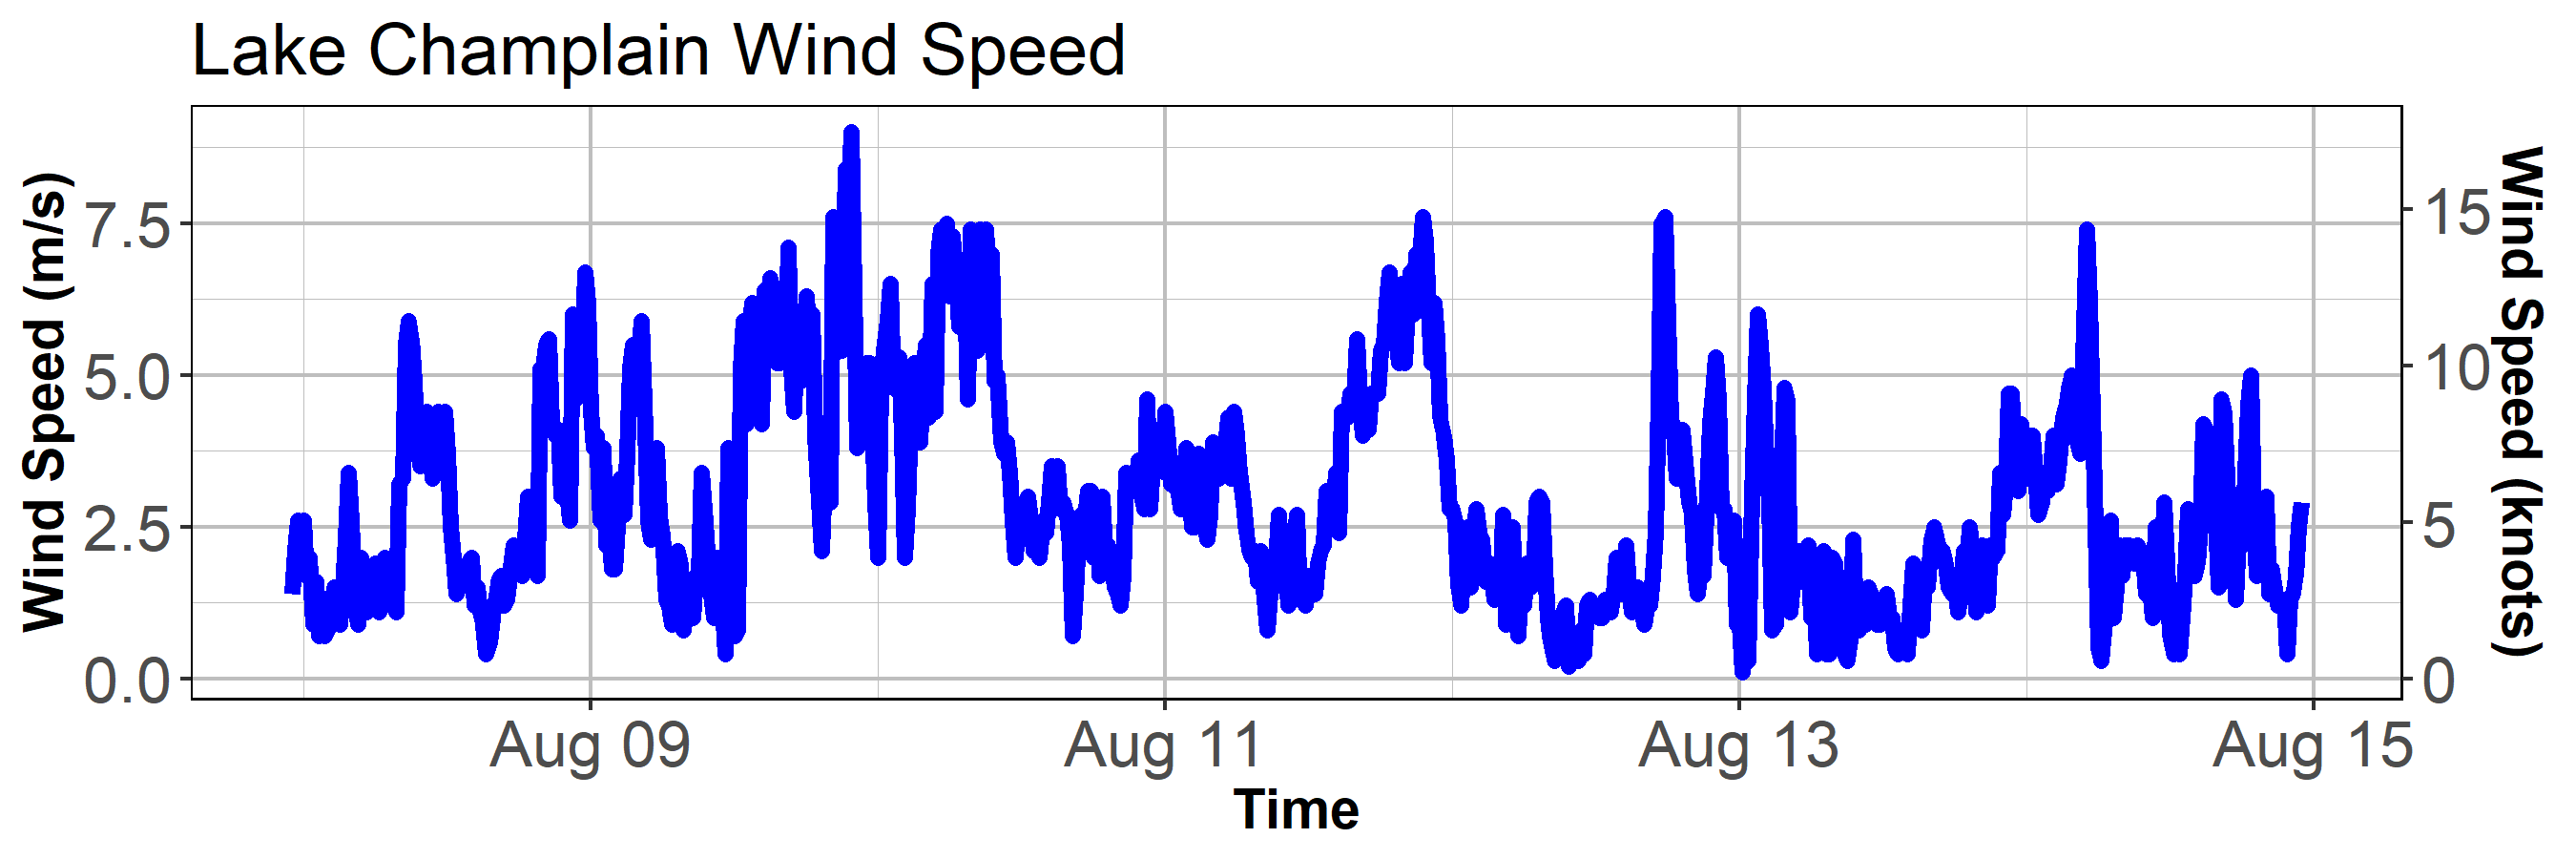 Lake Champlain Wind Speed
Wind Speed (m/s)
7.5
5.0
2.5
0.0
15
10
5
0
Wind Speed (knots)
Aug 09
Aug 11
Aug 13
Aug 15
Time